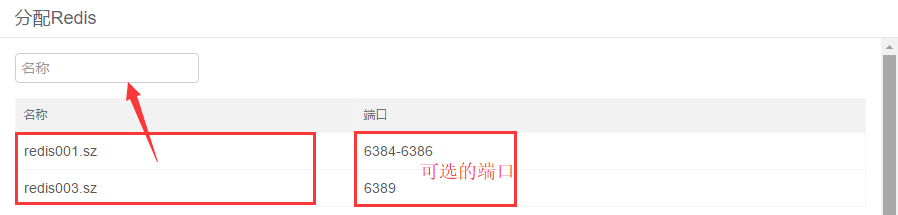 分配Redis
名称
名称 端口
redis001.sz 6384-6386
可选的端口
redis003.sz 6389